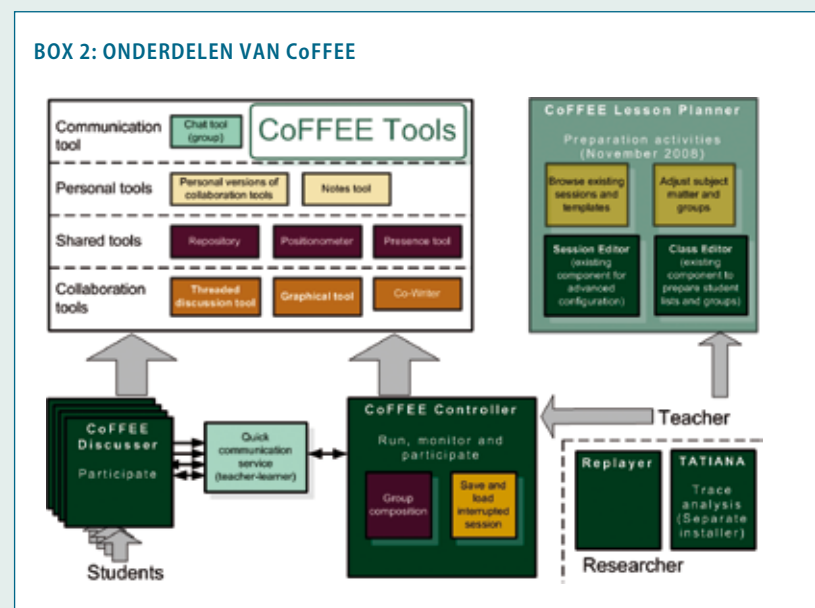 BOX 2: ONDERDELEN VAN CoFFEE
Communication
tool
Chat tool
(group)
CoFFEE Tools
Personal tools
Personal versions of
collaboration tools
Notes tool
Shared tools
Repository
Positionometer
Presence tool
Collaboration
tools
Threaded
discussion tool
Graphical tool
Co-Writer
CoFFEE Lesson Planner
Preparation activities
(November 2008)
Browse existing
sessions and
templates
Adjust subject
matter and
groups
Session Editor
(existing
component for
advanced
configuration)
Class Editor
(existing
component to
prepare student
lists and groups)
CoFFEE
Discusser
Participate
Students
Quick
communication
service
(teacher-learner)
CoFFEE Controller
Run, monitor and
participate
Group
composition
Save and
load
interrupted
session
Teacher
Replayer
TATIANA
Trace
analysis
(Separate
installer)
Researcher